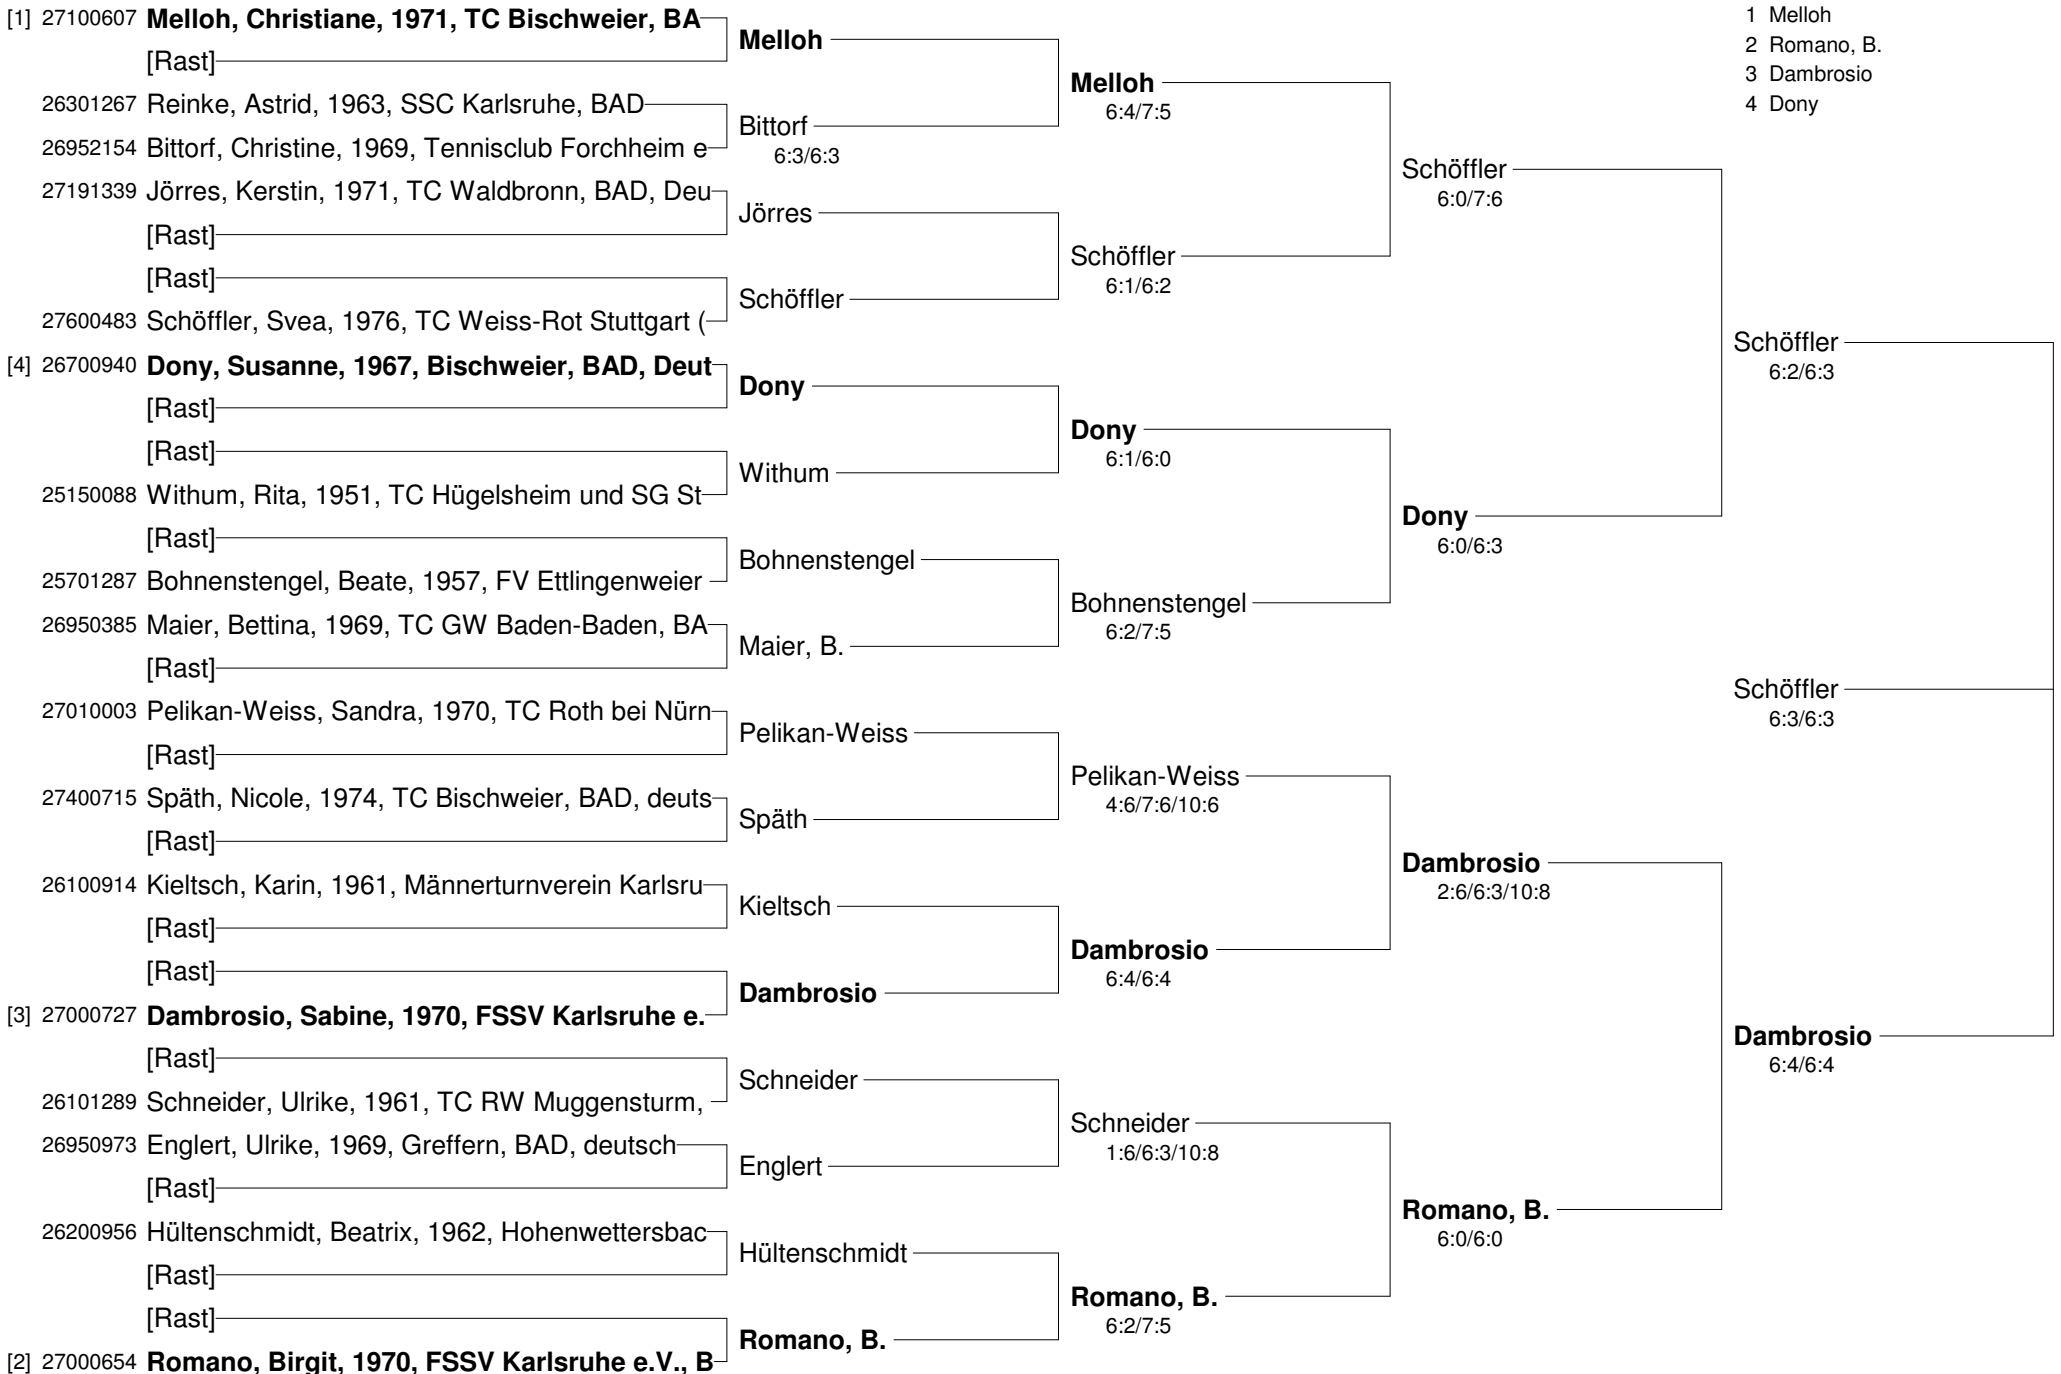 [1] 27100607 Melloh, Christiane, 1971, TC Bischweier, BA
[Rast]
26301267 Reinke, Astrid, 1963, SSC Karlsruhe, BAD
26952154 Bittorf, Christine, 1969, Tennisclub Forchheim e
27191339 Jörres, Kerstin, 1971, TC Waldbronn, BAD, Deu
[Rast]
[Rast]
27600483 Schöffler, Svea, 1976, TC Weiss-Rot Stuttgart (
[4] 26700940 Dony, Susanne, 1967, Bischweier, BAD, Deut
[Rast]
[Rast]
25150088 Withum, Rita, 1951, TC Hügelsheim und SG St
[Rast]
25701287 Bohnenstengel, Beate, 1957, FV Ettlingenweier
26950385 Maier, Bettina, 1969, TC GW Baden-Baden, BA
[Rast]
27010003 Pelikan-Weiss, Sandra, 1970, TC Roth bei Nürn
[Rast]
27400715 Späth, Nicole, 1974, TC Bischweier, BAD, deuts
[Rast]
26100914 Kieltsch, Karin, 1961, Männerturnverein Karlsru
[Rast]
[Rast]
[3] 27000727 Dambrosio, Sabine, 1970, FSSV Karlsruhe e.
[Rast]
26101289 Schneider, Ulrike, 1961, TC RW Muggensturm,
26950973 Englert, Ulrike, 1969, Greffern, BAD, deutsch
[Rast]
26200956 Hültenschmidt, Beatrix, 1962, Hohenwettersbac
[Rast]
[Rast]
[2] 27000654 Romano, Birgit, 1970, FSSV Karlsruhe e.V., B
Melloh
Bittorf
6:3/6:3
Jörres
Schöffler
Dony
Withum
Bohnenstengel
Maier, B.
Pelikan-Weiss
Späth
Kieltsch
Dambrosio
Schneider
Englert
Hültenschmidt
Romano, B.
Melloh
6:4/7:5
Schöffler
6:1/6:2
Dony
6:1/6:0
Bohnenstengel
6:2/7:5
Pelikan-Weiss
4:6/7:6/10:6
Dambrosio
6:4/6:4
Schneider
1:6/6:3/10:8
Romano, B.
6:2/7:5
Schöffler
6:0/7:6
Dony
6:0/6:3
Dambrosio
2:6/6:3/10:8
Romano, B.
6:0/6:0
1 Melloh
2 Romano, B.
3 Dambrosio
4 Dony
Schöffler
6:2/6:3
Schöffler
6:3/6:3
Dambrosio
6:4/6:4